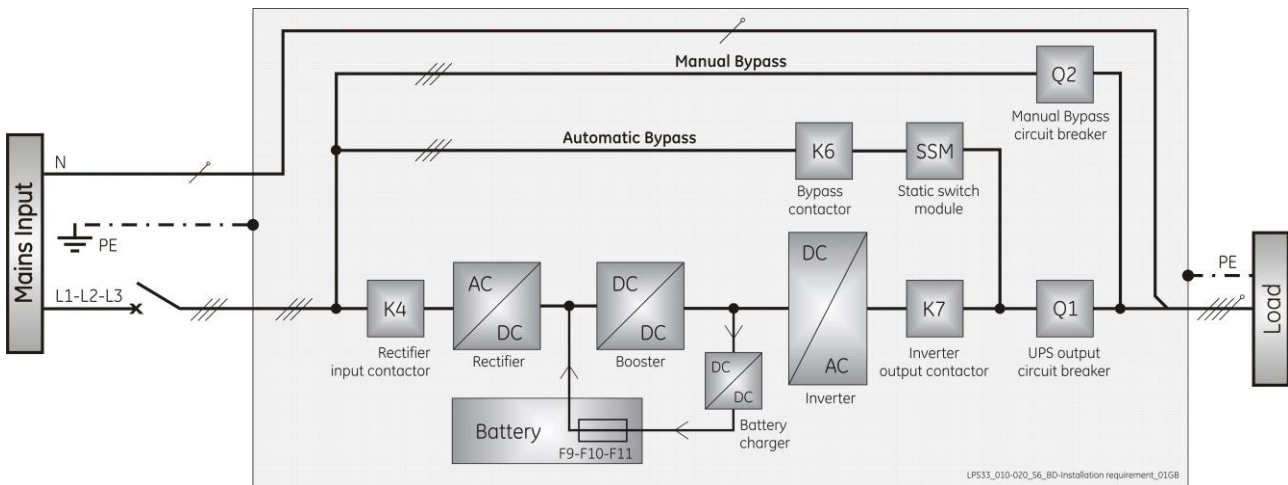 Manual Bypass
Q2
Manual Bypass
circuit breaker
Automatic Bypass
K6
Bypass
contactor
SSM
Static switch
module
Mains Input
N
PE
L1-L2-L3
K4
Rectifier
input contactor
AC
DC
Rectifier
DC
DC
Booster
DC
DC
Battery
charger
DC
AC
Inverter
K7
Inverter
output contactor
Q1
UPS output
circuit breaker
PE
Load
Battery
F9-F10-F11
LPS33_010-020_S6_BD-Installation requirement_01GB